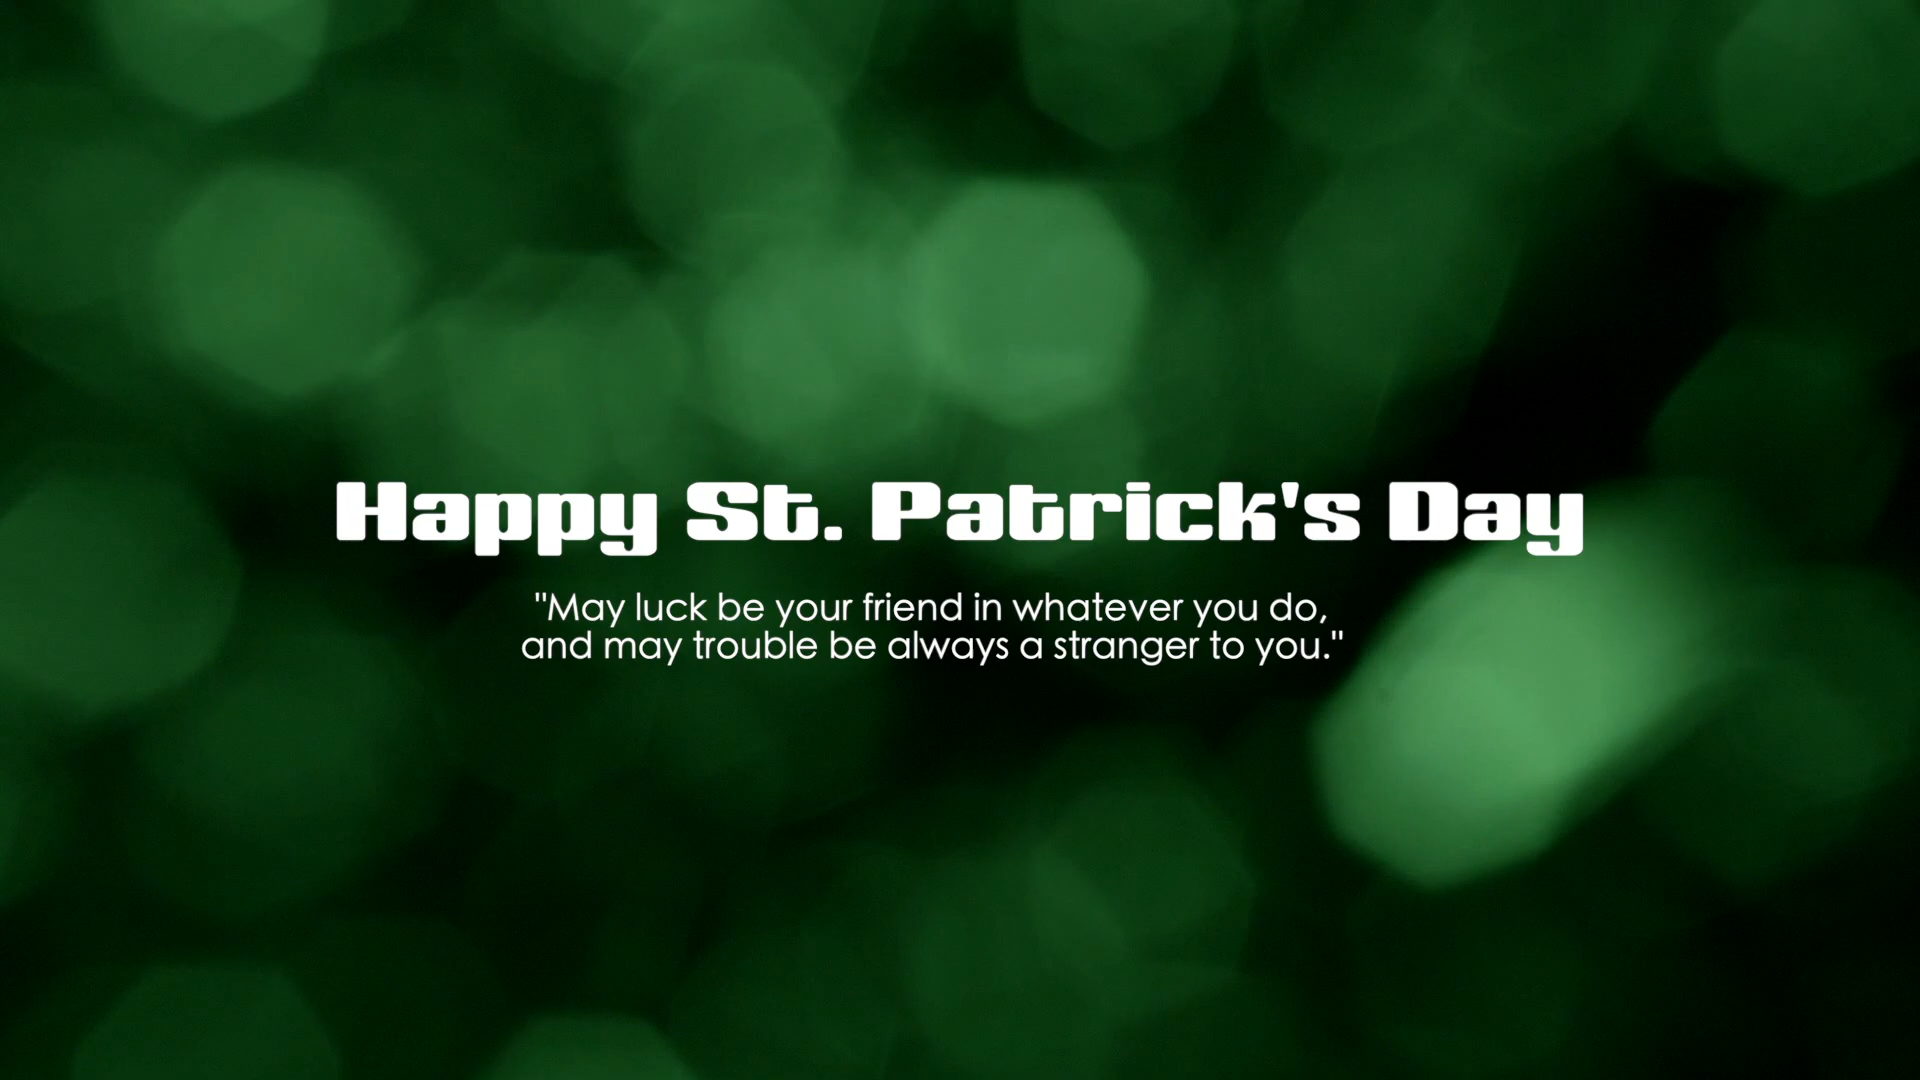 Happy St. Patrick's Day
"May luck be your friend in whatever you do,
and may trouble be always a stranger to you."